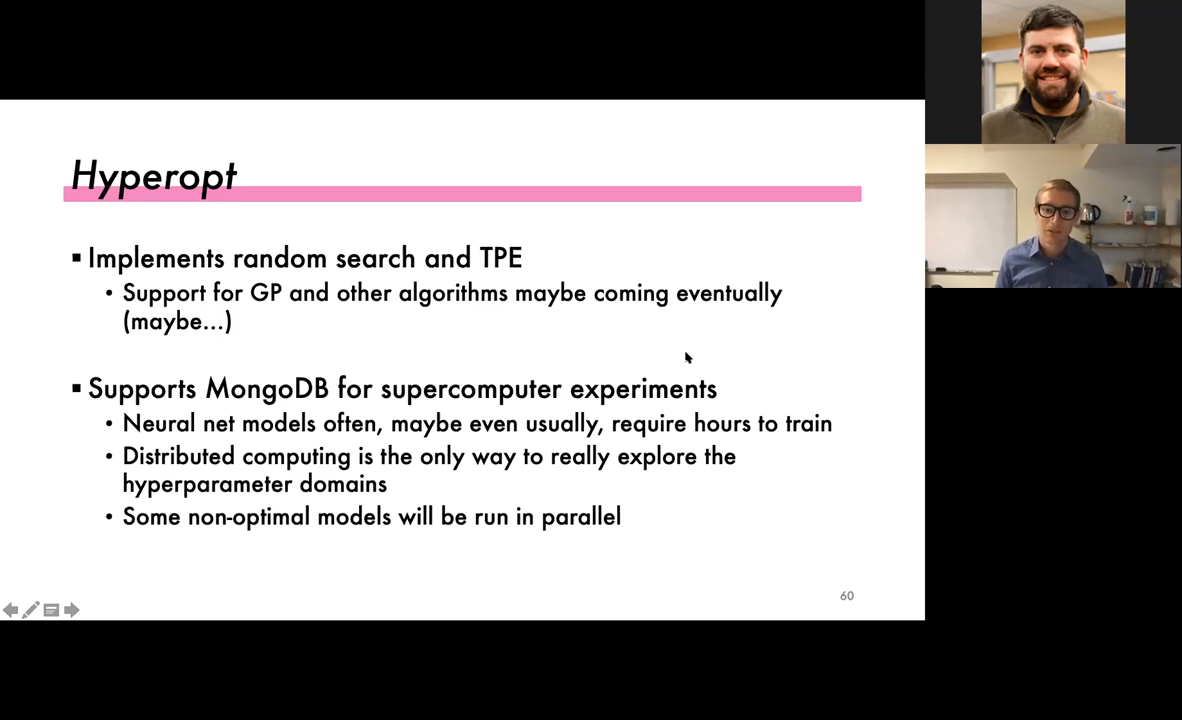 Hyperopt
▪ Implements random search and TPE
• Support for GP and other algorithms maybe coming eventually
(maybe...)
▪ Supports MongoDB for supercomputer experiments
• Neural net models often, maybe even usually, require hours to train
• Distributed computing is the only way to really explore the
hyperparameter domains
• Some non-optimal models will be run in parallel
60